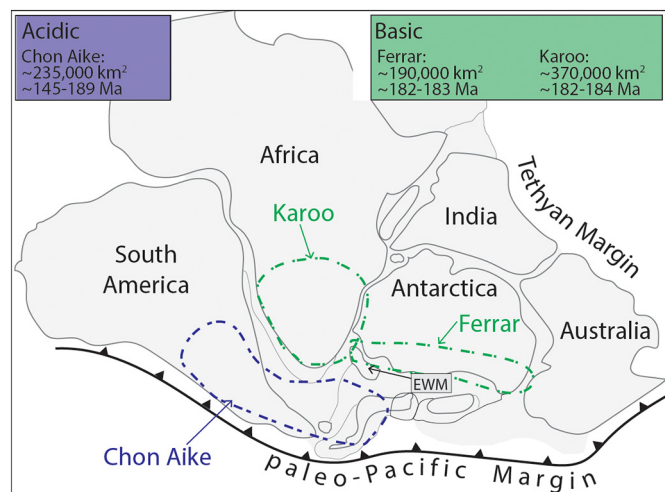 Acidic
Chon Aike:
~235,000 km²
~145-189 Ma
Basic
Ferrar:
~190,000 km²
~182-183 Ma
Karoo:
~370,000 km²
~182-184 Ma
Africa
Karoo
India
Tethyan Margin
South
America
Antarctica
Ferrar
Australia
EWM
Chon Aike
paleo-Pacific Margin